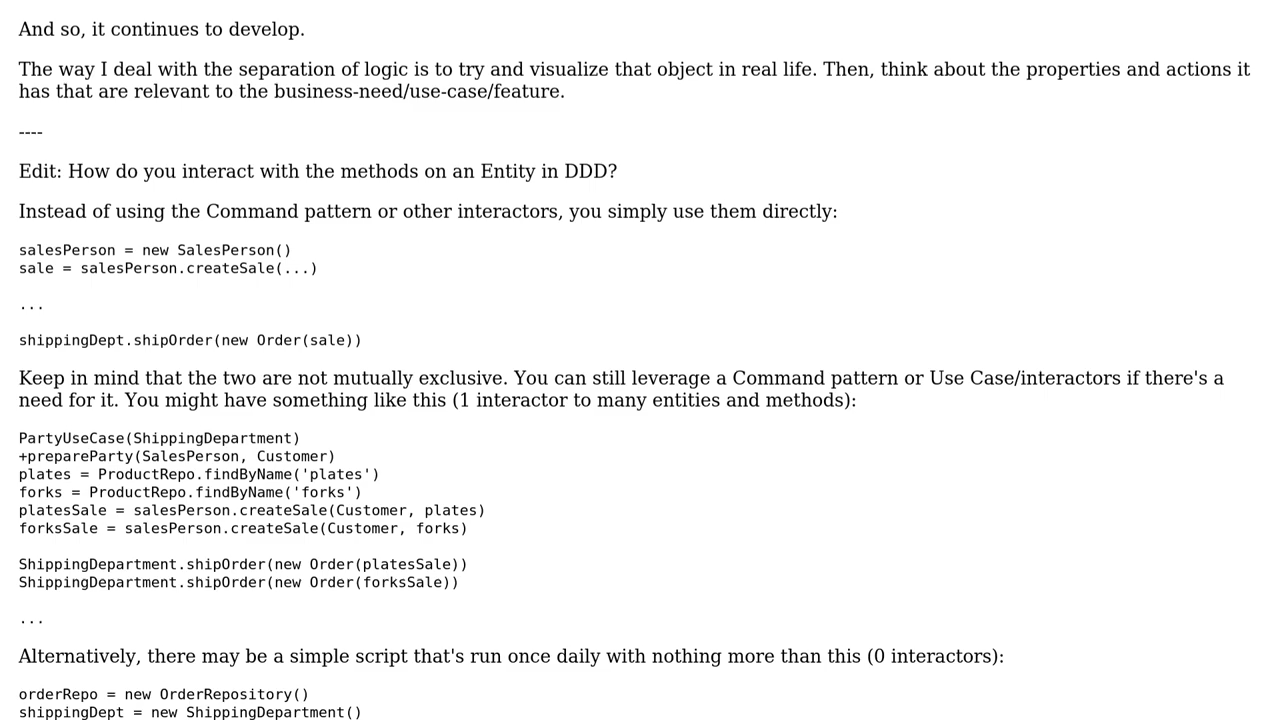 And so, it continues to develop.
The way I deal with the separation of logic is to try and visualize that object in real life. Then, think about the properties and actions it
has that are relevant to the business-need/use-case/feature.
----
Edit: How do you interact with the methods on an Entity in DDD?
Instead of using the Command pattern or other interactors, you simply use them directly:
salesPerson = new SalesPerson()
sale = salesPerson.createSale(...)
...
shippingDept.shipOrder(new Order(sale))
Keep in mind that the two are not mutually exclusive. You can still leverage a Command pattern or Use Case/interactors if there's a
need for it. You might have something like this (1 interactor to many entities and methods):
PartyUseCase(ShippingDepartment)
+prepareParty(SalesPerson, Customer)
plates = ProductRepo.findByName('plates')
forks = ProductRepo.findByName('forks')
platesSale = salesPerson.createSale(Customer, plates)
forksSale = salesPerson.createSale(Customer, forks)
ShippingDepartment.shipOrder(new Order(platesSale))
ShippingDepartment.shipOrder(new Order(forksSale))
...
Alternatively, there may be a simple script that's run once daily with nothing more than this (0 interactors):
orderRepo = new OrderRepository()
shippingDept = new ShippingDepartment()